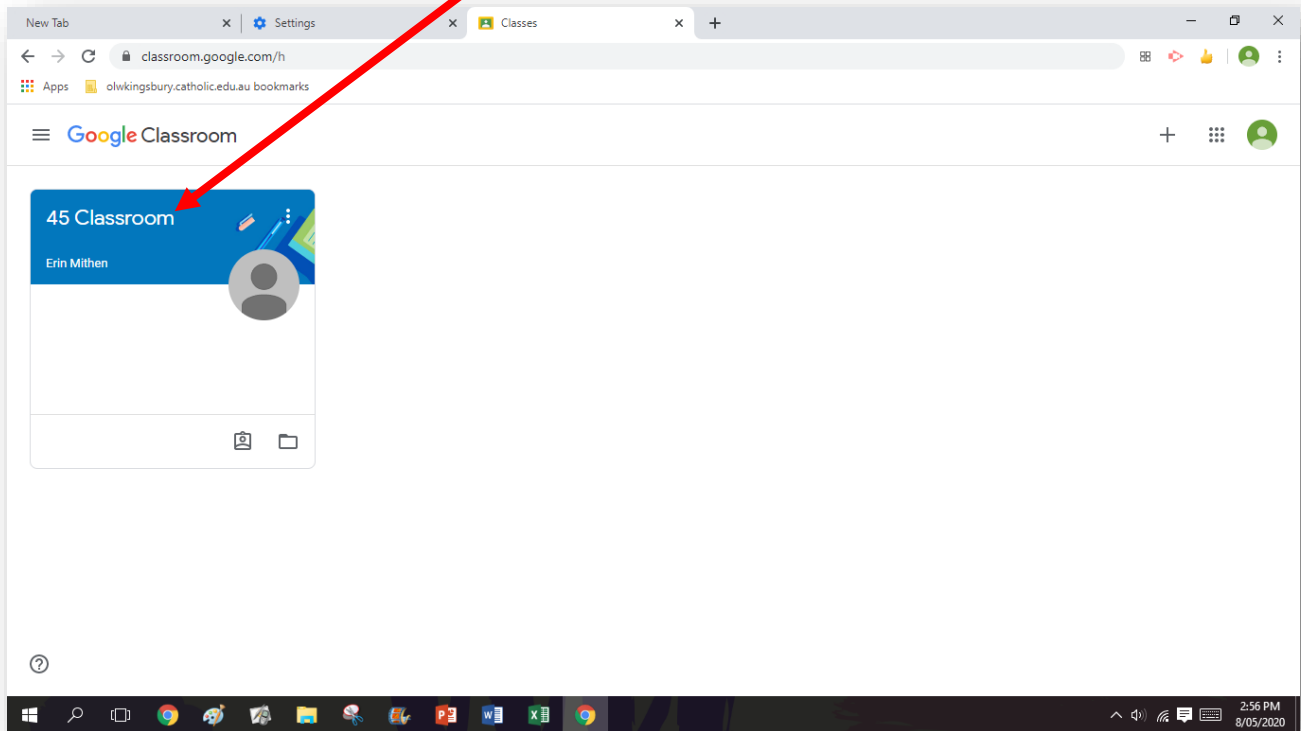 New Tab
Settings
Classes
classroom.google.com/h
Apps
olwkingsbury.catholic.edu.au bookmarks
Google Classroom
45 Classroom
Erin Mithen
2:56 PM
8/05/2020